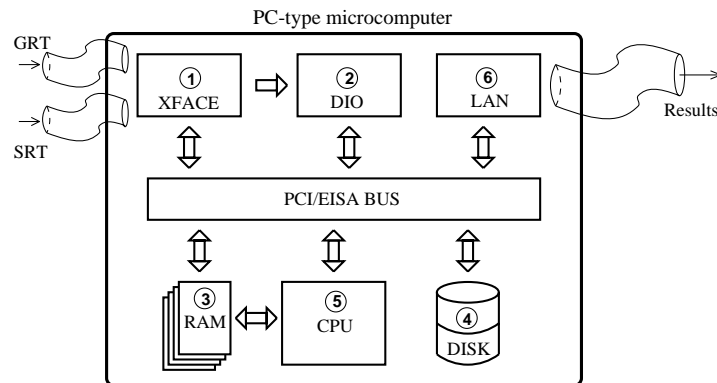 PC-type microcomputer
GRT
1
XFACE
2
DIO
6
LAN
Results
SRT
PCI/EISA BUS
3
RAM
5
CPU
4
DISK